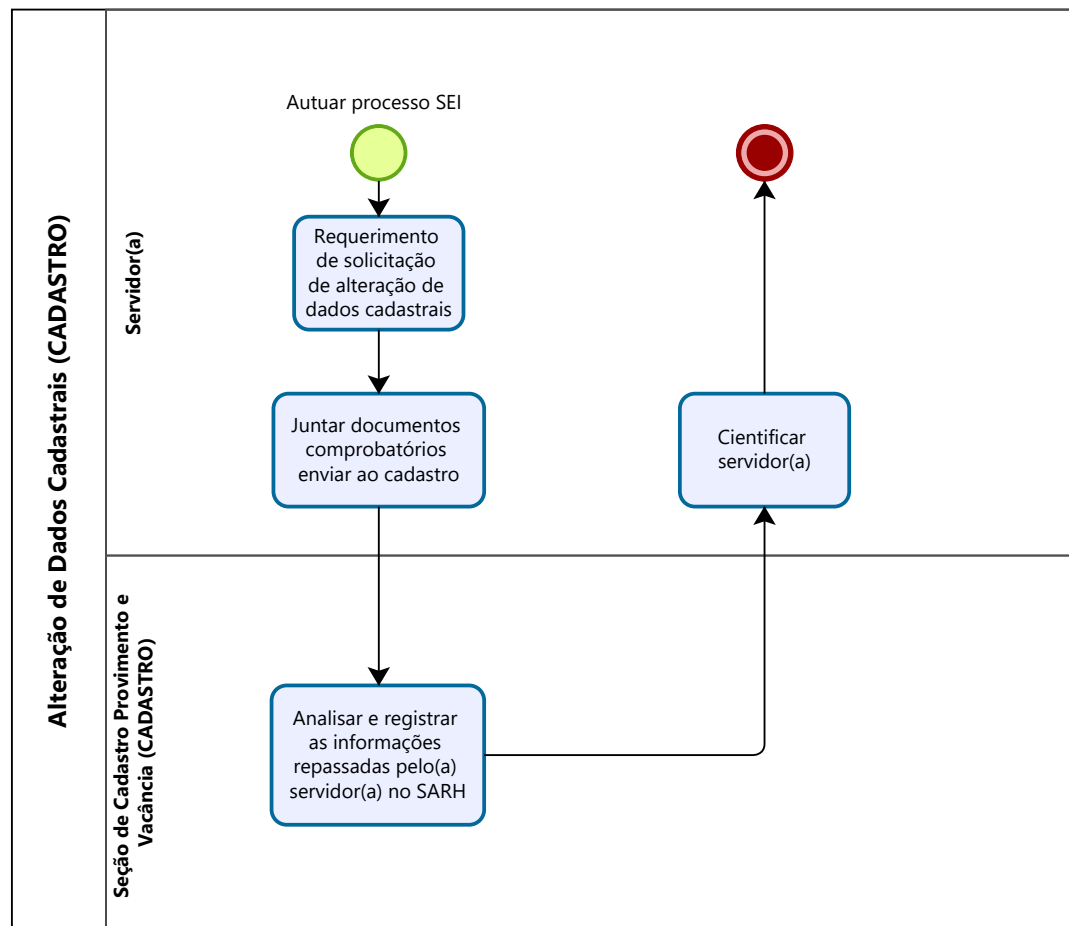 Alteração de Dados Cadastrais (CADASTRO)
Servidor(a)
Autuar processo SEI
Requerimento
de solicitação
de alteração de
dados cadastrais
Juntar documentos
comprobatórios
enviar ao cadastro
Cientificar
servidor(a)
Seção de Cadastro Provimento e
Vacância (CADASTRO)
Analisar e registrar
as informações
repassadas pelo(a)
servidor(a) no SARH